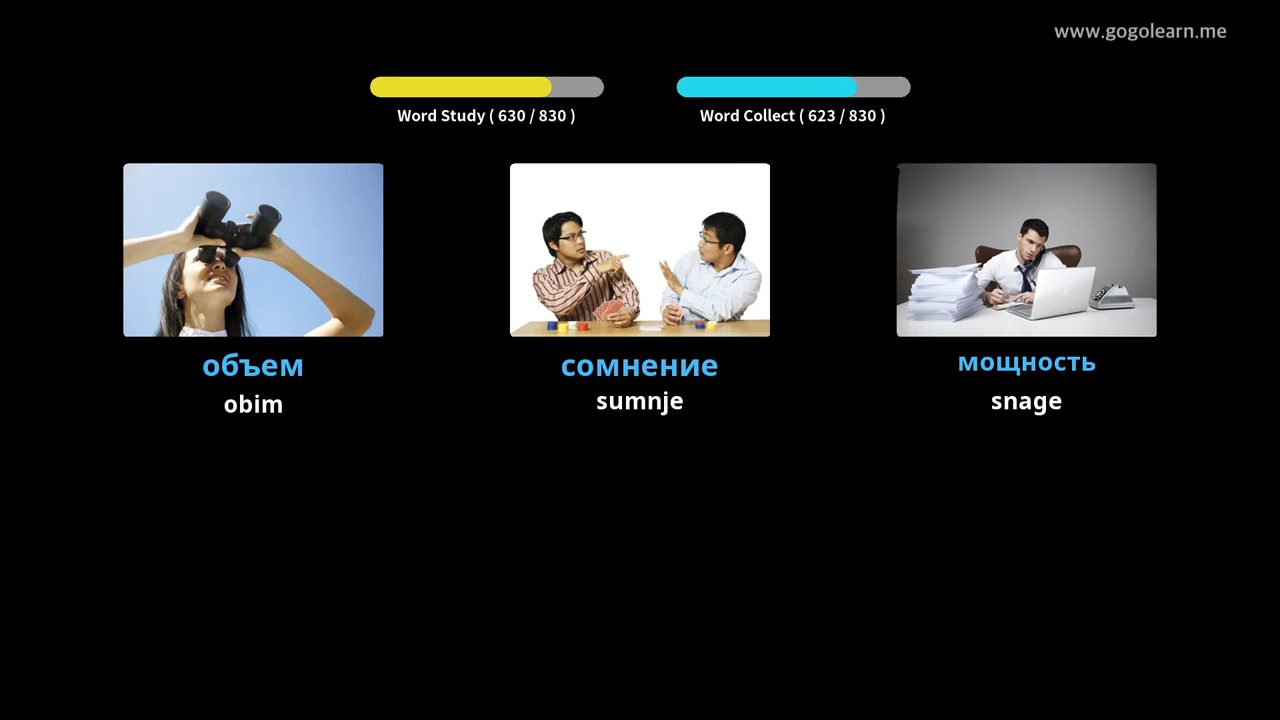 www.gogolearn.me
Word Study ( 630 / 830 )
Word Collect ( 623 / 830 )
объем
obim
сомнение
sumnje
мощность
snage